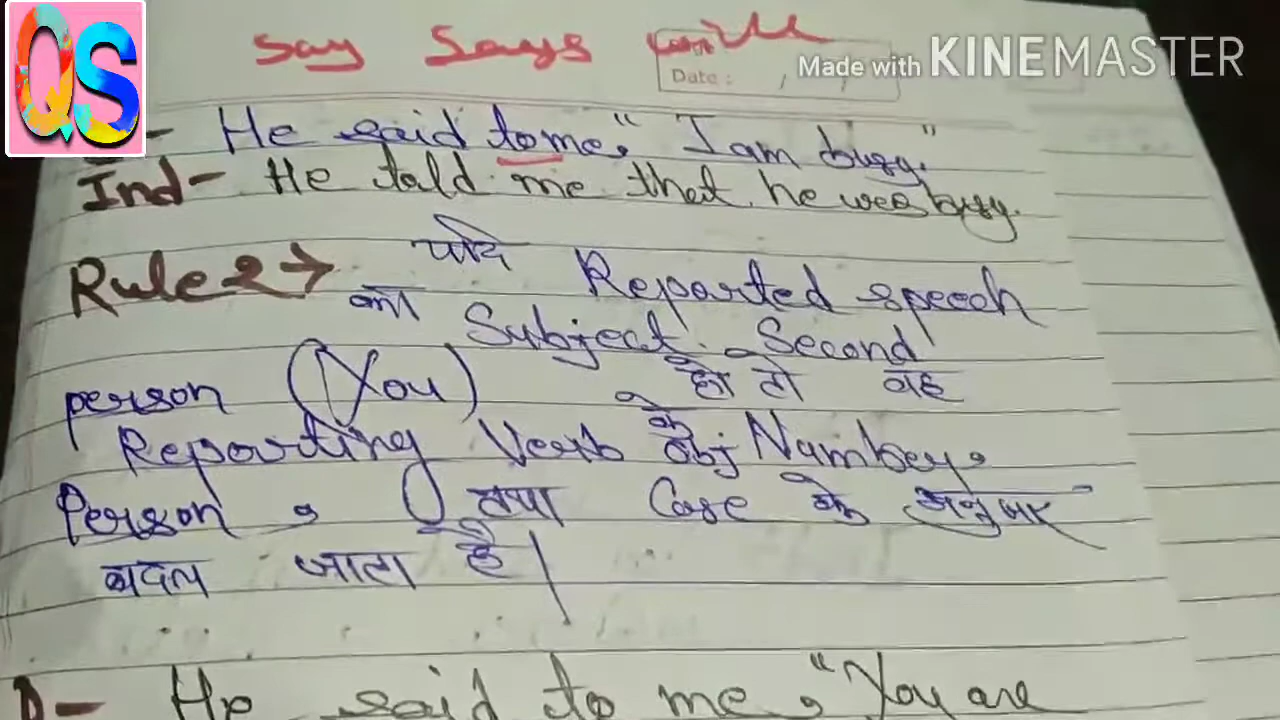 QS
Say Says will
Made with KINEMASTER
Date : / /
- He said to me, "I am busy."
Ind- He told me that he was busy.
Rule 2 → यदि Reported speech
का Subject Second
person (You) हो तो वह
Reporting Verb के obj Number,
Person, तथा Case के अनुसार
बदल जाता है।
D- He said to me, "You are